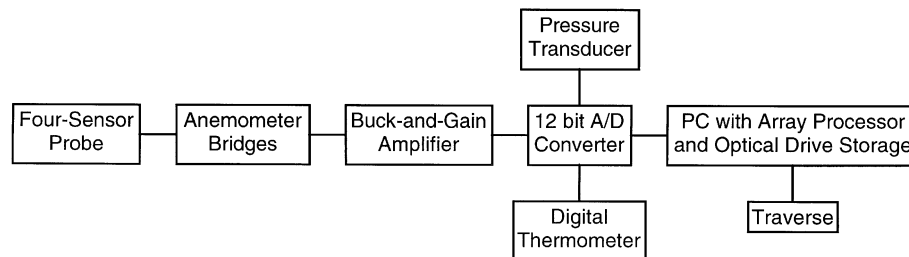 Pressure
Transducer
Four-Sensor
Probe
Anemometer
Bridges
Buck-and-Gain
Amplifier
12 bit A/D
Converter
PC with Array Processor
and Optical Drive Storage
Digital
Thermometer
Traverse